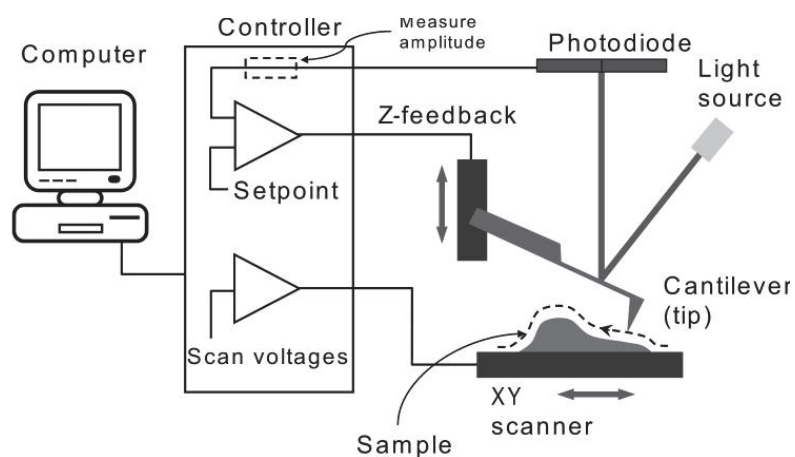 Computer
Controller
Measure
amplitude
Photodiode
Light
source
Z-feedback
Setpoint
Scan voltages
Cantilever
(tip)
XY
scanner
Sample